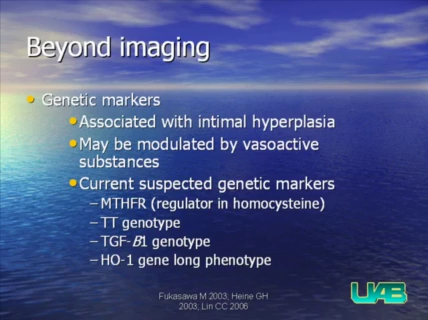 Beyond imaging
• Genetic markers
• Associated with intimal hyperplasia
• May be modulated by vasoactive
substances
• Current suspected genetic markers
– MTHFR (regulator in homocysteine)
– TT genotype
– TGF-B1 genotype
– HO-1 gene long phenotype
Fukasawa M 2003, Heine GH
2003, Lin CC 2006
UAB